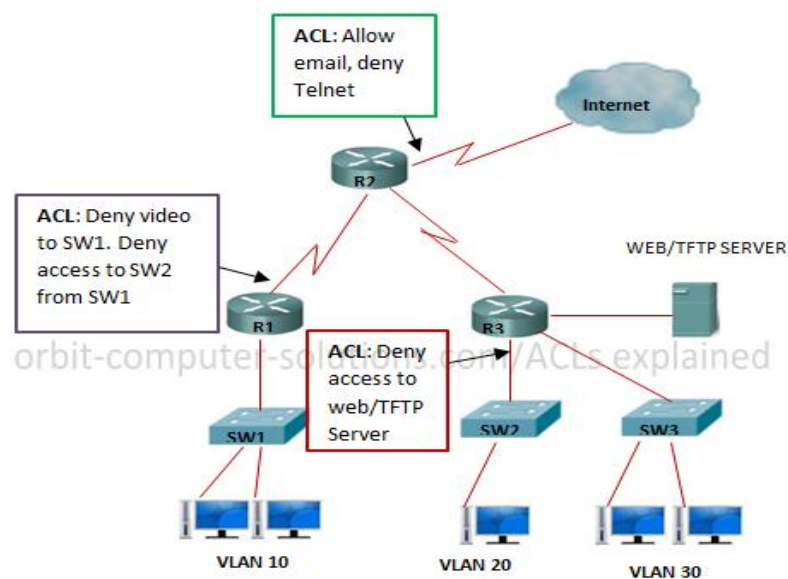 ACL: Allow
email, deny
Telnet
Internet
R2
ACL: Deny video
to SW1. Deny
access to SW2
from SW1
WEB/TFTP SERVER
R1
R3
orbit-computer-solutions.com/ACLs explained
ACL: Deny
access to
web/TFTP
Server
SW1
SW2
SW3
VLAN 10
VLAN 20
VLAN 30